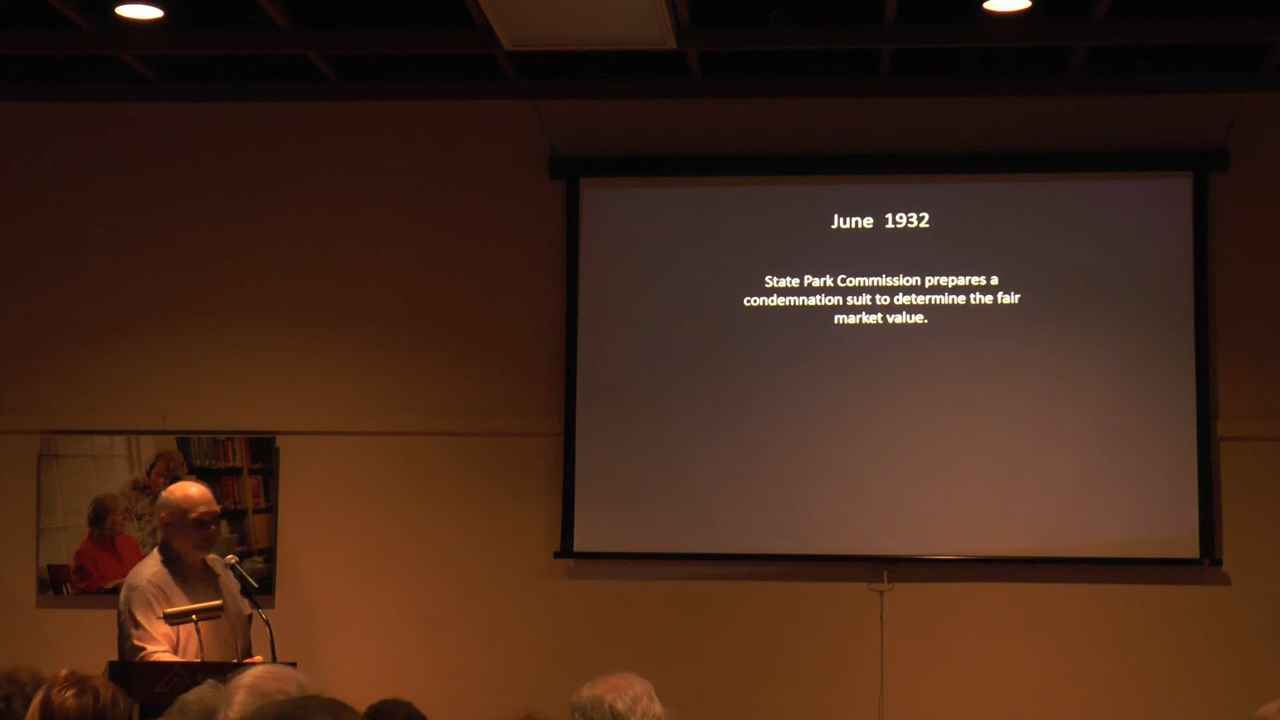 June 1932
State Park Commission prepares a
condemnation suit to determine the fair
market value.